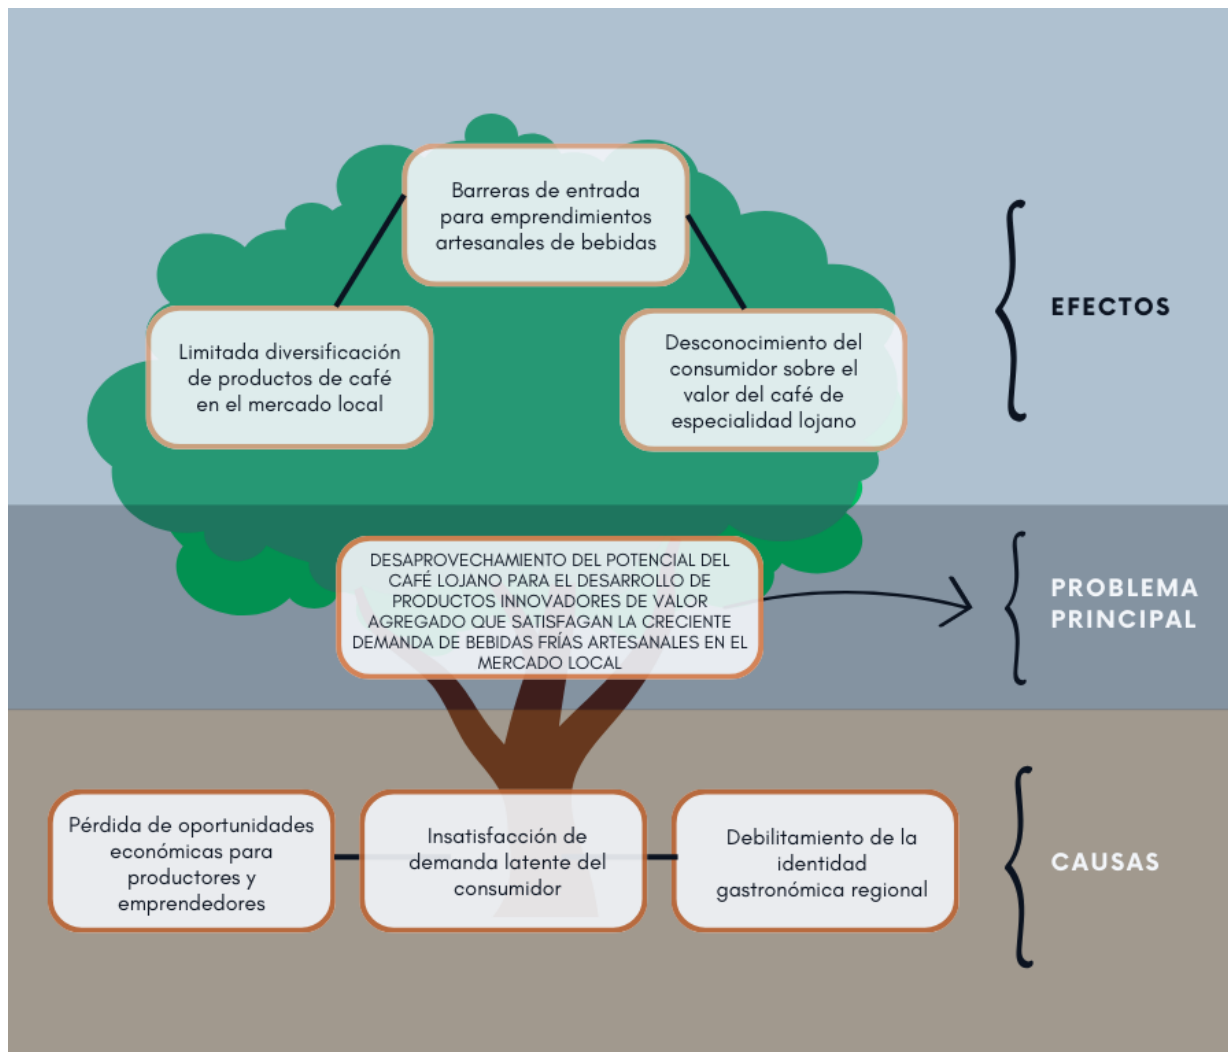 Barreras de entrada
para emprendimientos
artesanales de bebidas
Limitada diversificación
de productos de café
en el mercado local
Desconocimiento del
consumidor sobre el
valor del café de
especialidad lojano
EFECTOS
DESAPROVECHAMIENTO DEL POTENCIAL DEL
CAFÉ LOJANO PARA EL DESARROLLO DE
PRODUCTOS INNOVADORES DE VALOR
AGREGADO QUE SATISFAGAN LA CRECIENTE
DEMANDA DE BEBIDAS FRÍAS ARTESANALES EN EL
MERCADO LOCAL
PROBLEMA
PRINCIPAL
Pérdida de oportunidades
económicas para
productores y
emprendedores
Insatisfacción de
demanda latente del
consumidor
Debilitamiento de la
identidad
gastronómica regional
CAUSAS